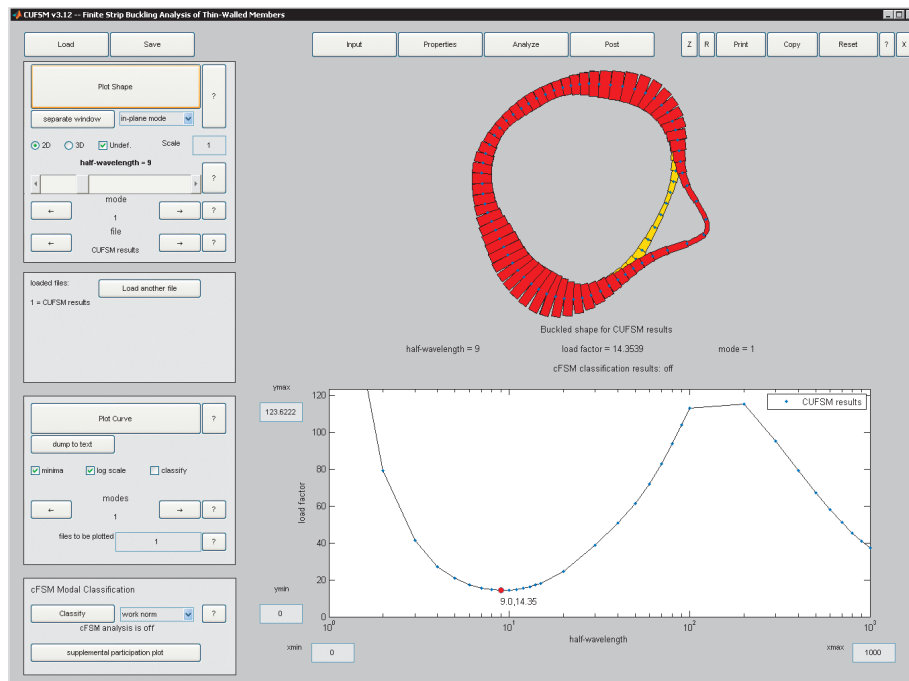 CUFSM v3.12 -- Finite Strip Buckling Analysis of Thin-Walled Members
Load Save Input Properties Analyze Post Z R Print Copy Reset ? X
Plot Shape ?
separate window in-plane mode
2D 3D Undef. Scale 1
half-wavelength = 9
?
mode
← 1 → ?
file
← CUFSM results → ?
loaded files: Load another file
1 = CUFSM results
Buckled shape for CUFSM results
half-wavelength = 9 load factor = 14.3539 mode = 1
cFSM classification results: off
Plot Curve ?
dump to text
minima log scale classify
modes
← 1 → ?
files to be plotted 1 ?
cFSM Modal Classification
Classify work norm ?
cFSM analysis is off
supplemental participation plot
ymax
123.6222
ymin
0
xmin 0
xmax 1000
load factor
120
100
80
60
40
20
0
CUFSM results
9.0,14.35
10⁰ 10¹ 10² 10³
half-wavelength